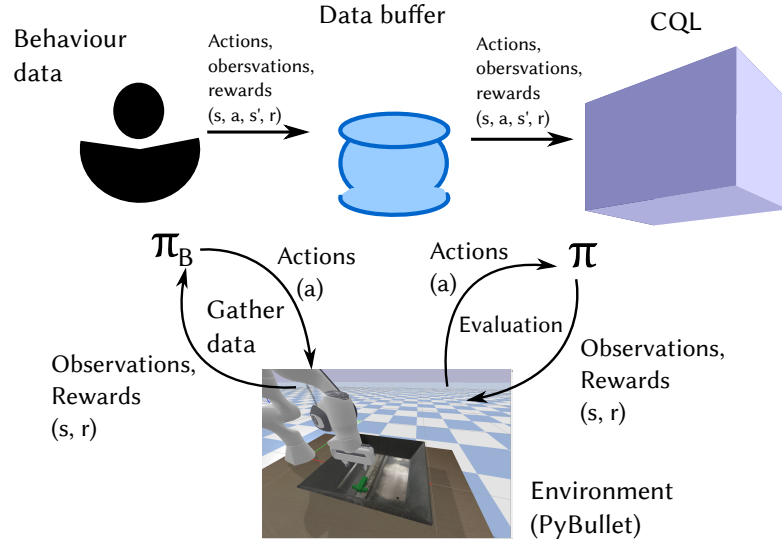 Behaviour
data
Actions,
obersvations,
rewards
(s, a, s', r)
Data buffer
Actions,
obersvations,
rewards
(s, a, s', r)
CQL
πB
Actions
(a)
Gather
data
Observations,
Rewards
(s, r)
Actions
(a)
π
Evaluation
Observations,
Rewards
(s, r)
Environment
(PyBullet)